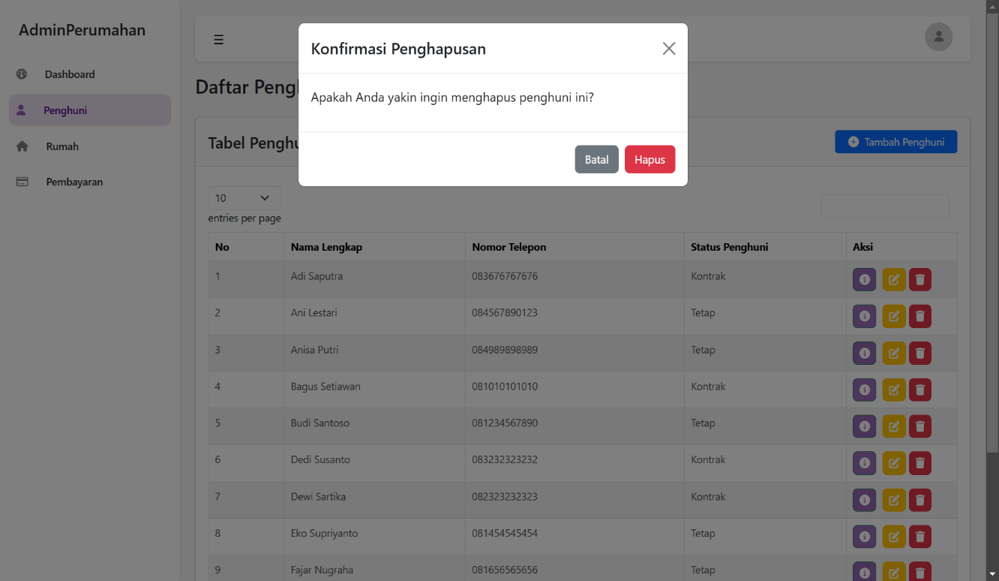 AdminPerumahan
Dashboard
Penghuni
Rumah
Pembayaran
Konfirmasi Penghapusan
Apakah Anda yakin ingin menghapus penghuni ini?
Batal Hapus
Daftar
Tabel
Tambah Penghuni
10
entries per page
No Nama Lengkap Nomor Telepon Status Penghuni Aksi
1 Adi Saputra 083676767676 Kontrak
2 Ani Lestari 084567890123 Tetap
3 Anisa Putri 084989898989 Tetap
4 Bagus Setiawan 081010101010 Kontrak
5 Budi Santoso 081234567890 Tetap
6 Dedi Susanto 083232323232 Kontrak
7 Dewi Sartika 082323232323 Kontrak
8 Eko Supriyanto 081454545454 Tetap
9 Fajar Nugraha 081656565656 Tetap